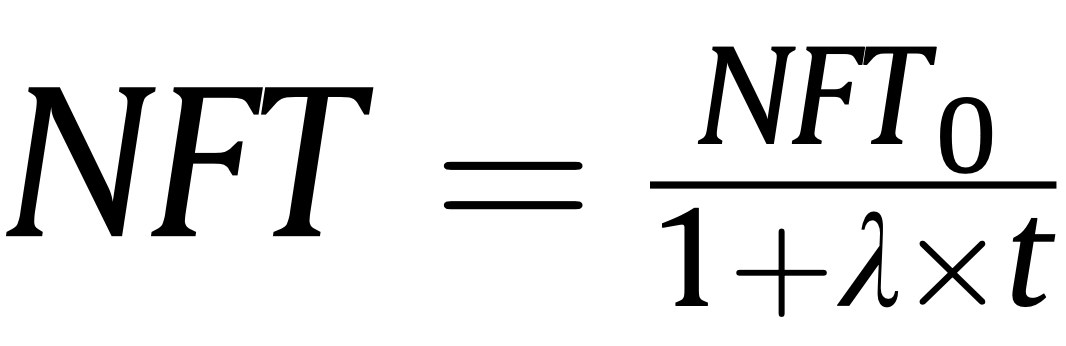 NFT = NFT₀ / 1+λ×t